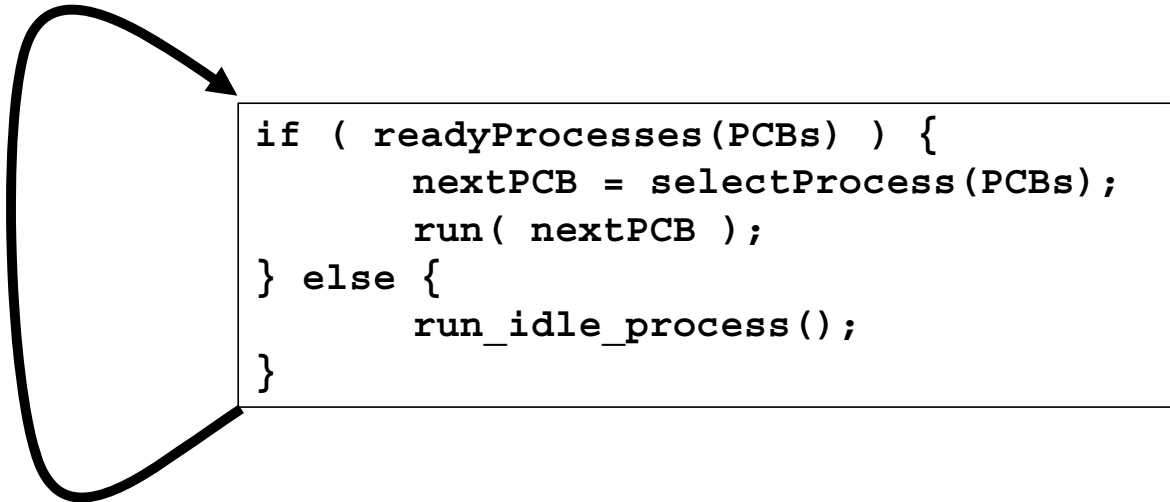 if ( readyProcesses(PCBs) ) {
nextPCB = selectProcess(PCBs);
run( nextPCB );
} else {
run_idle_process();
}